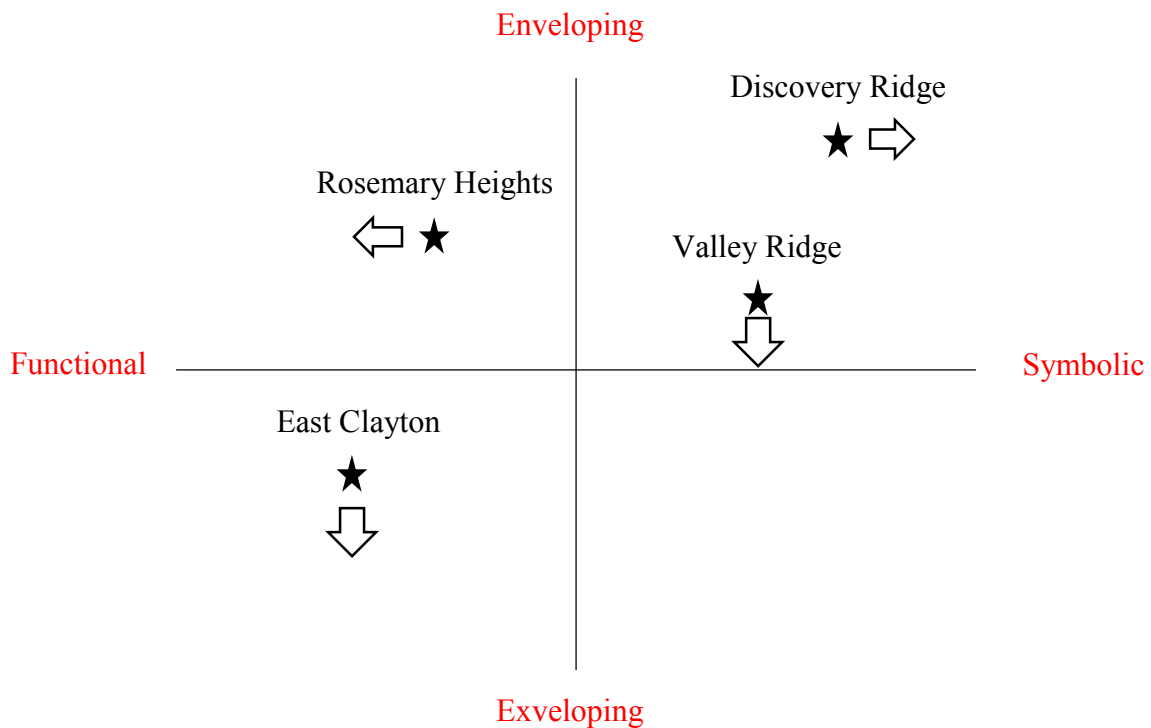 Enveloping
Discovery Ridge
Rosemary Heights
Valley Ridge
Functional
Symbolic
East Clayton
Exveloping